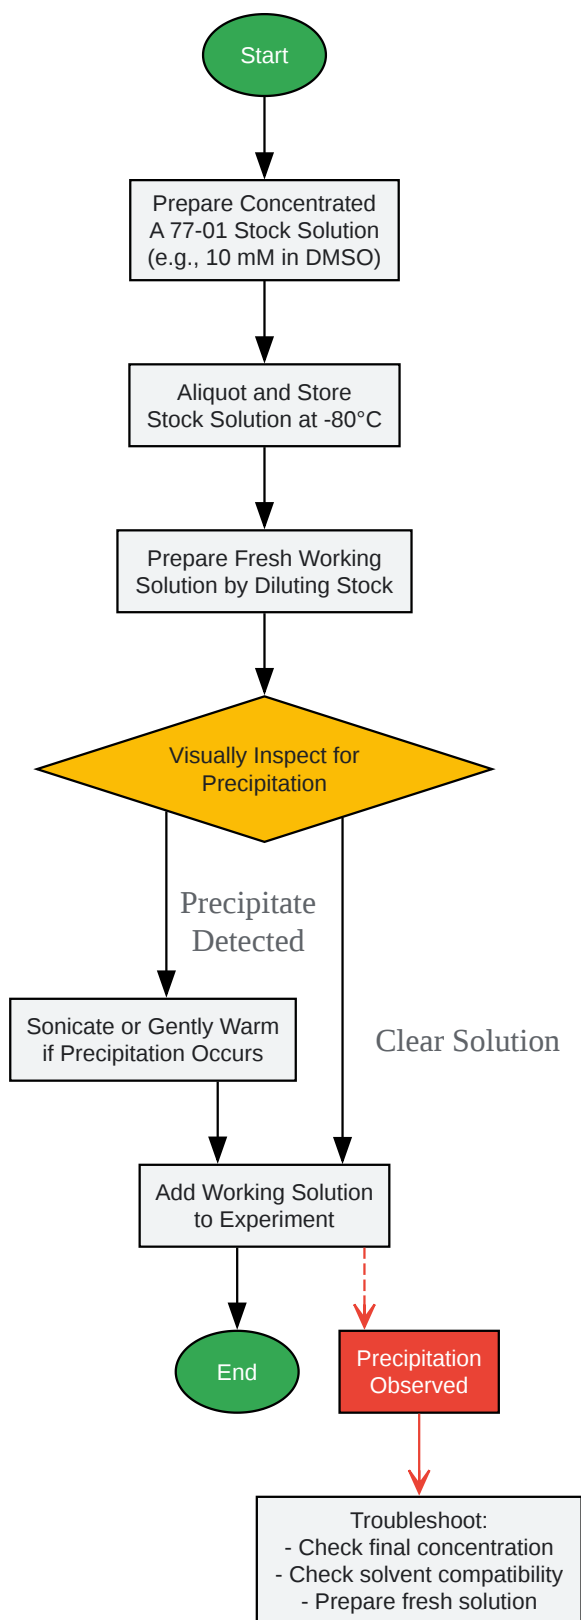 Start
Prepare Concentrated
A 77-01 Stock Solution
(e.g., 10 mM in DMSO)
Aliquot and Store
Stock Solution at -80°C
Prepare Fresh Working
Solution by Diluting Stock
Visually Inspect for
Precipitation
Precipitate
Detected
Sonicate or Gently Warm
if Precipitation Occurs
Clear Solution
Add Working Solution
to Experiment
End
Precipitation
Observed
Troubleshoot:
- Check final concentration
- Check solvent compatibility
- Prepare fresh solution